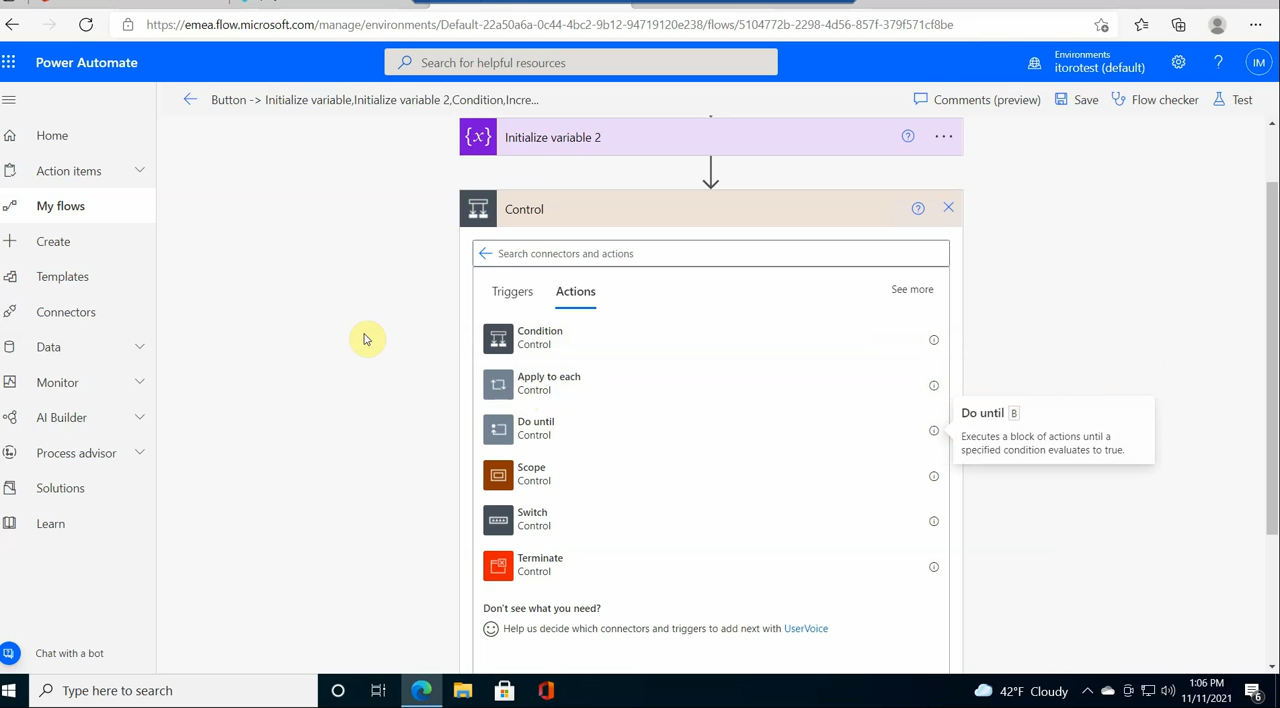 https://emea.flow.microsoft.com/manage/environments/Default-22a50a6a-0c44-4bc2-9b12-94719120e238/flows/5104772b-2298-4d56-857f-379f571cf8be
Power Automate
Search for helpful resources
Environments
itorotest (default)
IM
Button -> Initialize variable,Initialize variable 2,Condition,Incre...
Comments (preview)
Save
Flow checker
Test
Home
Action items
My flows
Create
Templates
Connectors
Data
Monitor
AI Builder
Process advisor
Solutions
Learn
Chat with a bot
{x}
Initialize variable 2
Control
Search connectors and actions
Triggers
Actions
See more
Condition
Control
Apply to each
Control
Do until
Control
Scope
Control
Switch
Control
Terminate
Control
Do until B
Executes a block of actions until a
specified condition evaluates to true.
Don't see what you need?
Help us decide which connectors and triggers to add next with UserVoice
Type here to search
42°F Cloudy
1:06 PM
11/11/2021
6